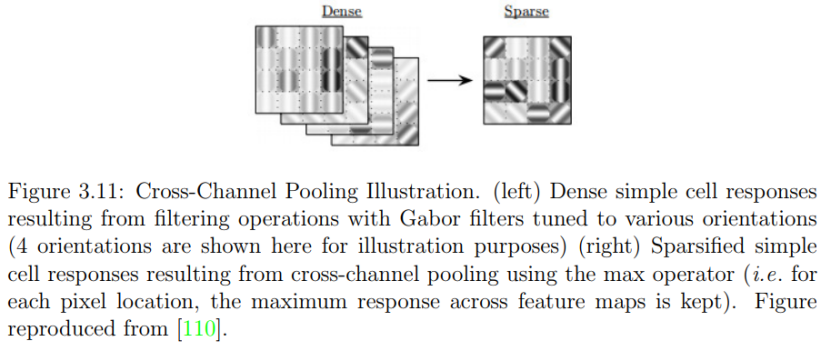 Dense
Sparse
Figure 3.11: Cross-Channel Pooling Illustration. (left) Dense simple cell responses
resulting from filtering operations with Gabor filters tuned to various orientations
(4 orientations are shown here for illustration purposes) (right) Sparsified simple
cell responses resulting from cross-channel pooling using the max operator (i.e. for
each pixel location, the maximum response across feature maps is kept). Figure
reproduced from [110].